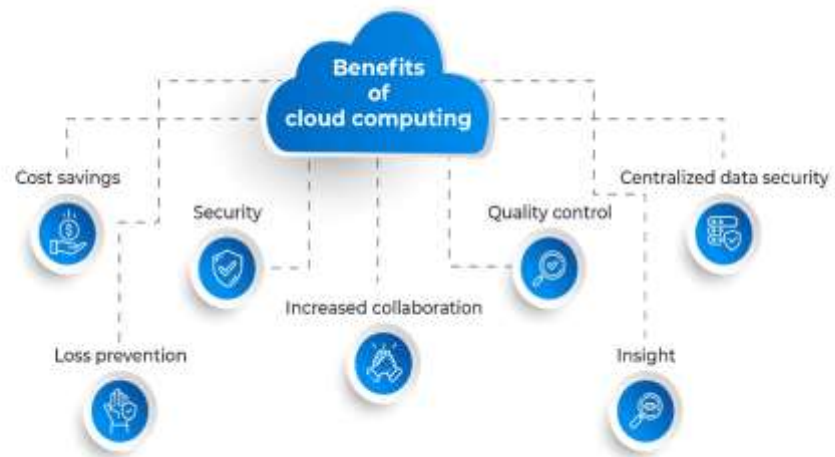 Benefits
of
cloud computing
Cost savings
Centralized data security
Security
Quality control
Increased collaboration
Loss prevention
Insight